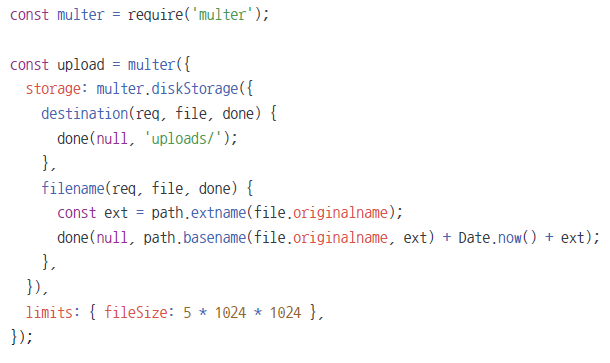 const multer = require('multer');

const upload = multer({
  storage: multer.diskStorage({
    destination(req, file, done) {
      done(null, 'uploads/');
    },
    filename(req, file, done) {
      const ext = path.extname(file.originalname);
      done(null, path.basename(file.originalname, ext) + Date.now() + ext);
    },
  }),
  limits: { fileSize: 5 * 1024 * 1024 },
});